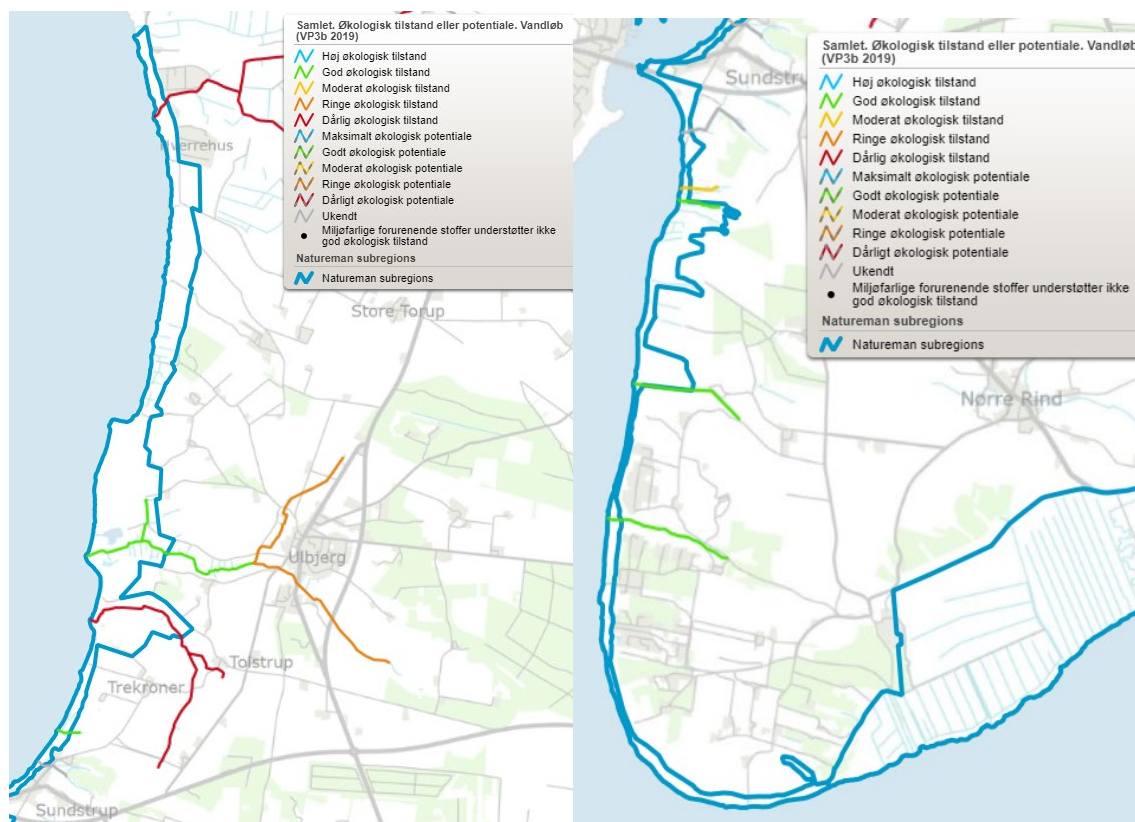 Samlet. Økologisk tilstand eller potentiale. Vandløb
(VP3b 2019)
Høj økologisk tilstand
God økologisk tilstand
Moderat økologisk tilstand
Ringe økologisk tilstand
Dårlig økologisk tilstand
Maksimalt økologisk potentiale
Godt økologisk potentiale
Moderat økologisk potentiale
Ringe økologisk potentiale
Dårligt økologisk potentiale
Ukendt
Miljøfarlige forurenende stoffer understøtter ikke
god økologisk tilstand
Natureman subregions
Natureman subregions
Store Torup
Ulbjerg
Tolstrup
Trekroner
Sundstrup
Samlet. Økologisk tilstand eller potentiale. Vandløb
(VP3b 2019)
Høj økologisk tilstand
God økologisk tilstand
Moderat økologisk tilstand
Ringe økologisk tilstand
Dårlig økologisk tilstand
Maksimalt økologisk potentiale
Godt økologisk potentiale
Moderat økologisk potentiale
Ringe økologisk potentiale
Dårligt økologisk potentiale
Ukendt
Miljøfarlige forurenende stoffer understøtter ikke
god økologisk tilstand
Natureman subregions
Natureman subregions
Sundstru
Nørre Rind